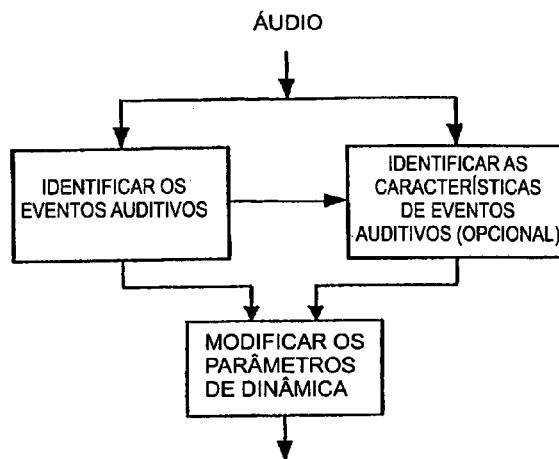 ÁUDIO
IDENTIFICAR OS
EVENTOS AUDITIVOS
IDENTIFICAR AS
CARACTERÍSTICAS
DE EVENTOS
AUDITIVOS (OPCIONAL)
MODIFICAR OS
PARÂMETROS
DE DINÂMICA